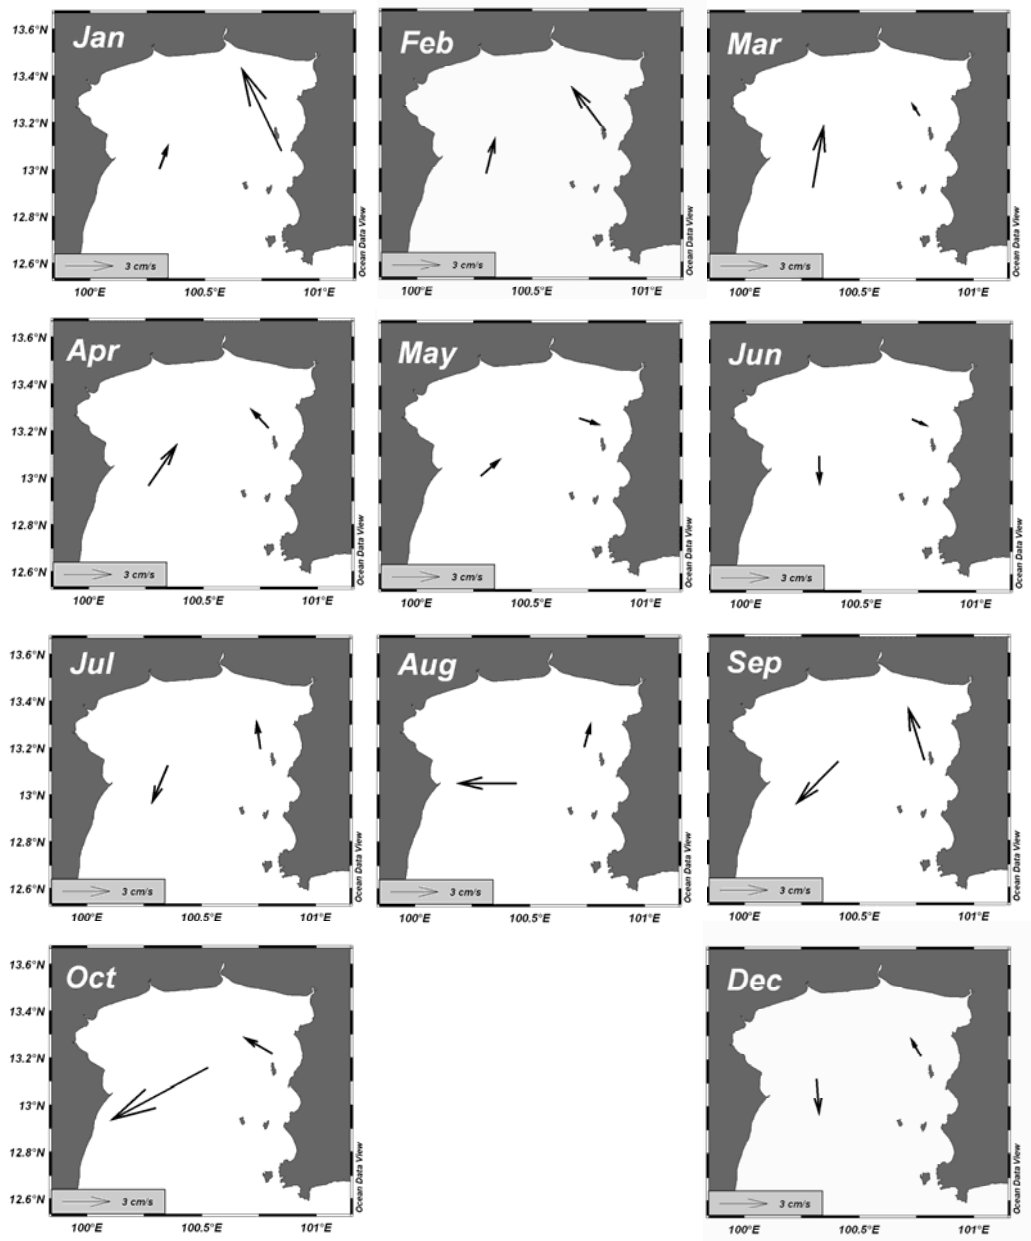 Jan
13.6°N
13.4°N
13.2°N
13°N
12.8°N
12.6°N
3 cm/s
Ocean Data View
100°E 100.5°E 101°E
Feb
3 cm/s
Ocean Data View
100°E 100.5°E 101°E
Mar
3 cm/s
Ocean Data View
100°E 100.5°E 101°E
Apr
13.6°N
13.4°N
13.2°N
13°N
12.8°N
12.6°N
3 cm/s
Ocean Data View
100°E 100.5°E 101°E
May
3 cm/s
Ocean Data View
100°E 100.5°E 101°E
Jun
3 cm/s
Ocean Data View
100°E 100.5°E 101°E
Jul
13.6°N
13.4°N
13.2°N
13°N
12.8°N
12.6°N
3 cm/s
Ocean Data View
100°E 100.5°E 101°E
Aug
3 cm/s
Ocean Data View
100°E 100.5°E 101°E
Sep
3 cm/s
Ocean Data View
100°E 100.5°E 101°E
Oct
13.6°N
13.4°N
13.2°N
13°N
12.8°N
12.6°N
3 cm/s
Ocean Data View
100°E 100.5°E 101°E
Dec
3 cm/s
Ocean Data View
100°E 100.5°E 101°E